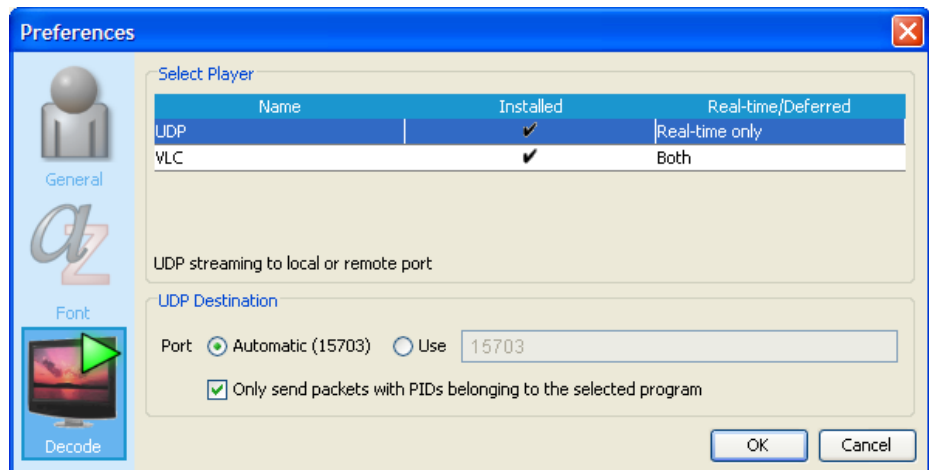 Preferences
General
Font
Decode
Select Player
Name Installed Real-time/Deferred
UDP ✔ Real-time only
VLC ✔ Both
UDP streaming to local or remote port
UDP Destination
Port Automatic (15703) Use 15703
Only send packets with PIDs belonging to the selected program
OK Cancel